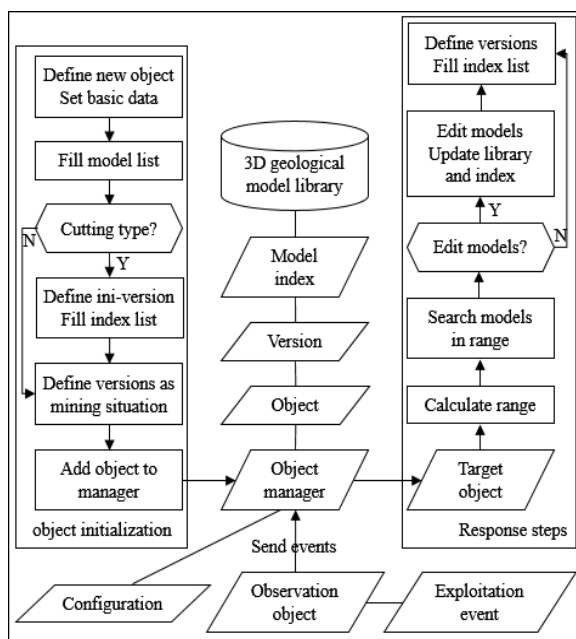 Define new object
Set basic data
Fill model list
Cutting type?
N
Y
Define ini-version
Fill index list
Define versions as
mining situation
Add object to
manager
object initialization
3D geological
model library
Model
index
Version
Object
Object
manager
Send events
Configuration
Observation
object
Exploitation
event
Define versions
Fill index list
Edit models
Update library
and index
Y
N
Edit models?
Search models
in range
Calculate range
Target
object
Response steps